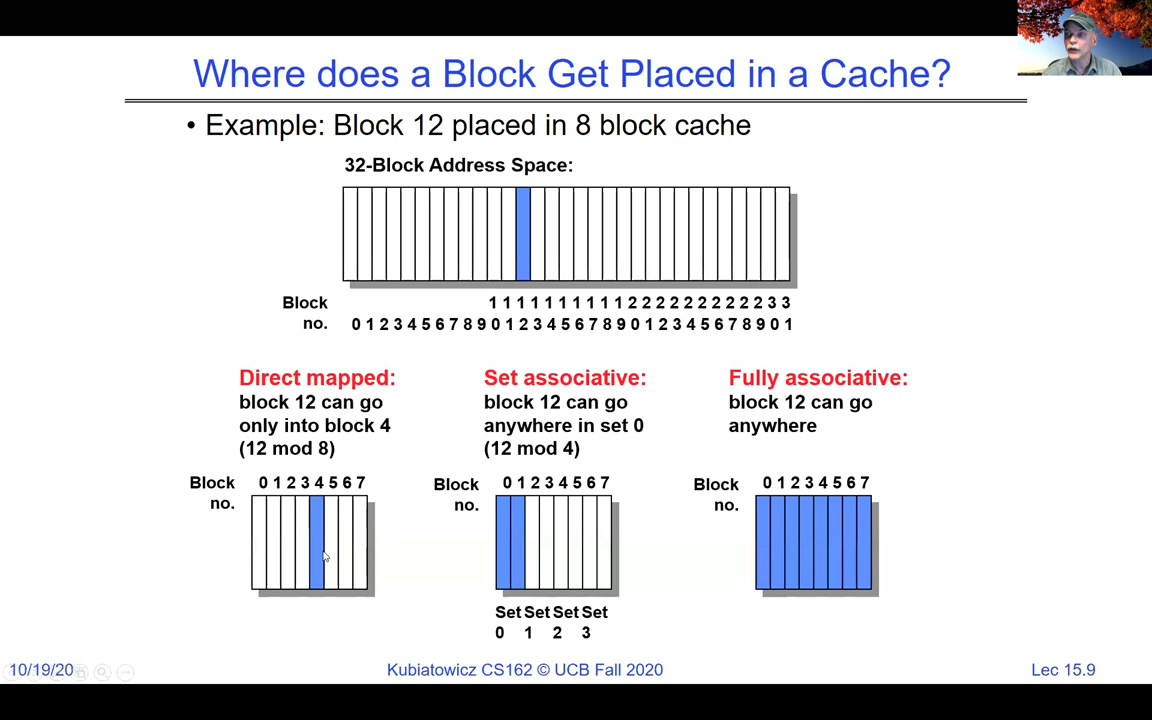 Where does a Block Get Placed in a Cache?
• Example: Block 12 placed in 8 block cache
32-Block Address Space:
Block 1 1 1 1 1 1 1 1 1 1 2 2 2 2 2 2 2 2 2 2 3 3
no. 0 1 2 3 4 5 6 7 8 9 0 1 2 3 4 5 6 7 8 9 0 1 2 3 4 5 6 7 8 9 0 1
Direct mapped:
block 12 can go
only into block 4
(12 mod 8)
Block 0 1 2 3 4 5 6 7
no.
Set associative:
block 12 can go
anywhere in set 0
(12 mod 4)
Block 0 1 2 3 4 5 6 7
no.
Set Set Set Set
0 1 2 3
Fully associative:
block 12 can go
anywhere
Block 0 1 2 3 4 5 6 7
no.
10/19/20
Kubiatowicz CS162 © UCB Fall 2020
Lec 15.9